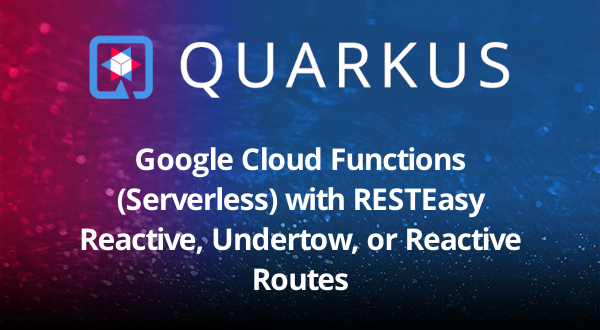 QUARKUS
Google Cloud Functions
(Serverless) with RESTEasy
Reactive, Undertow, or Reactive
Routes